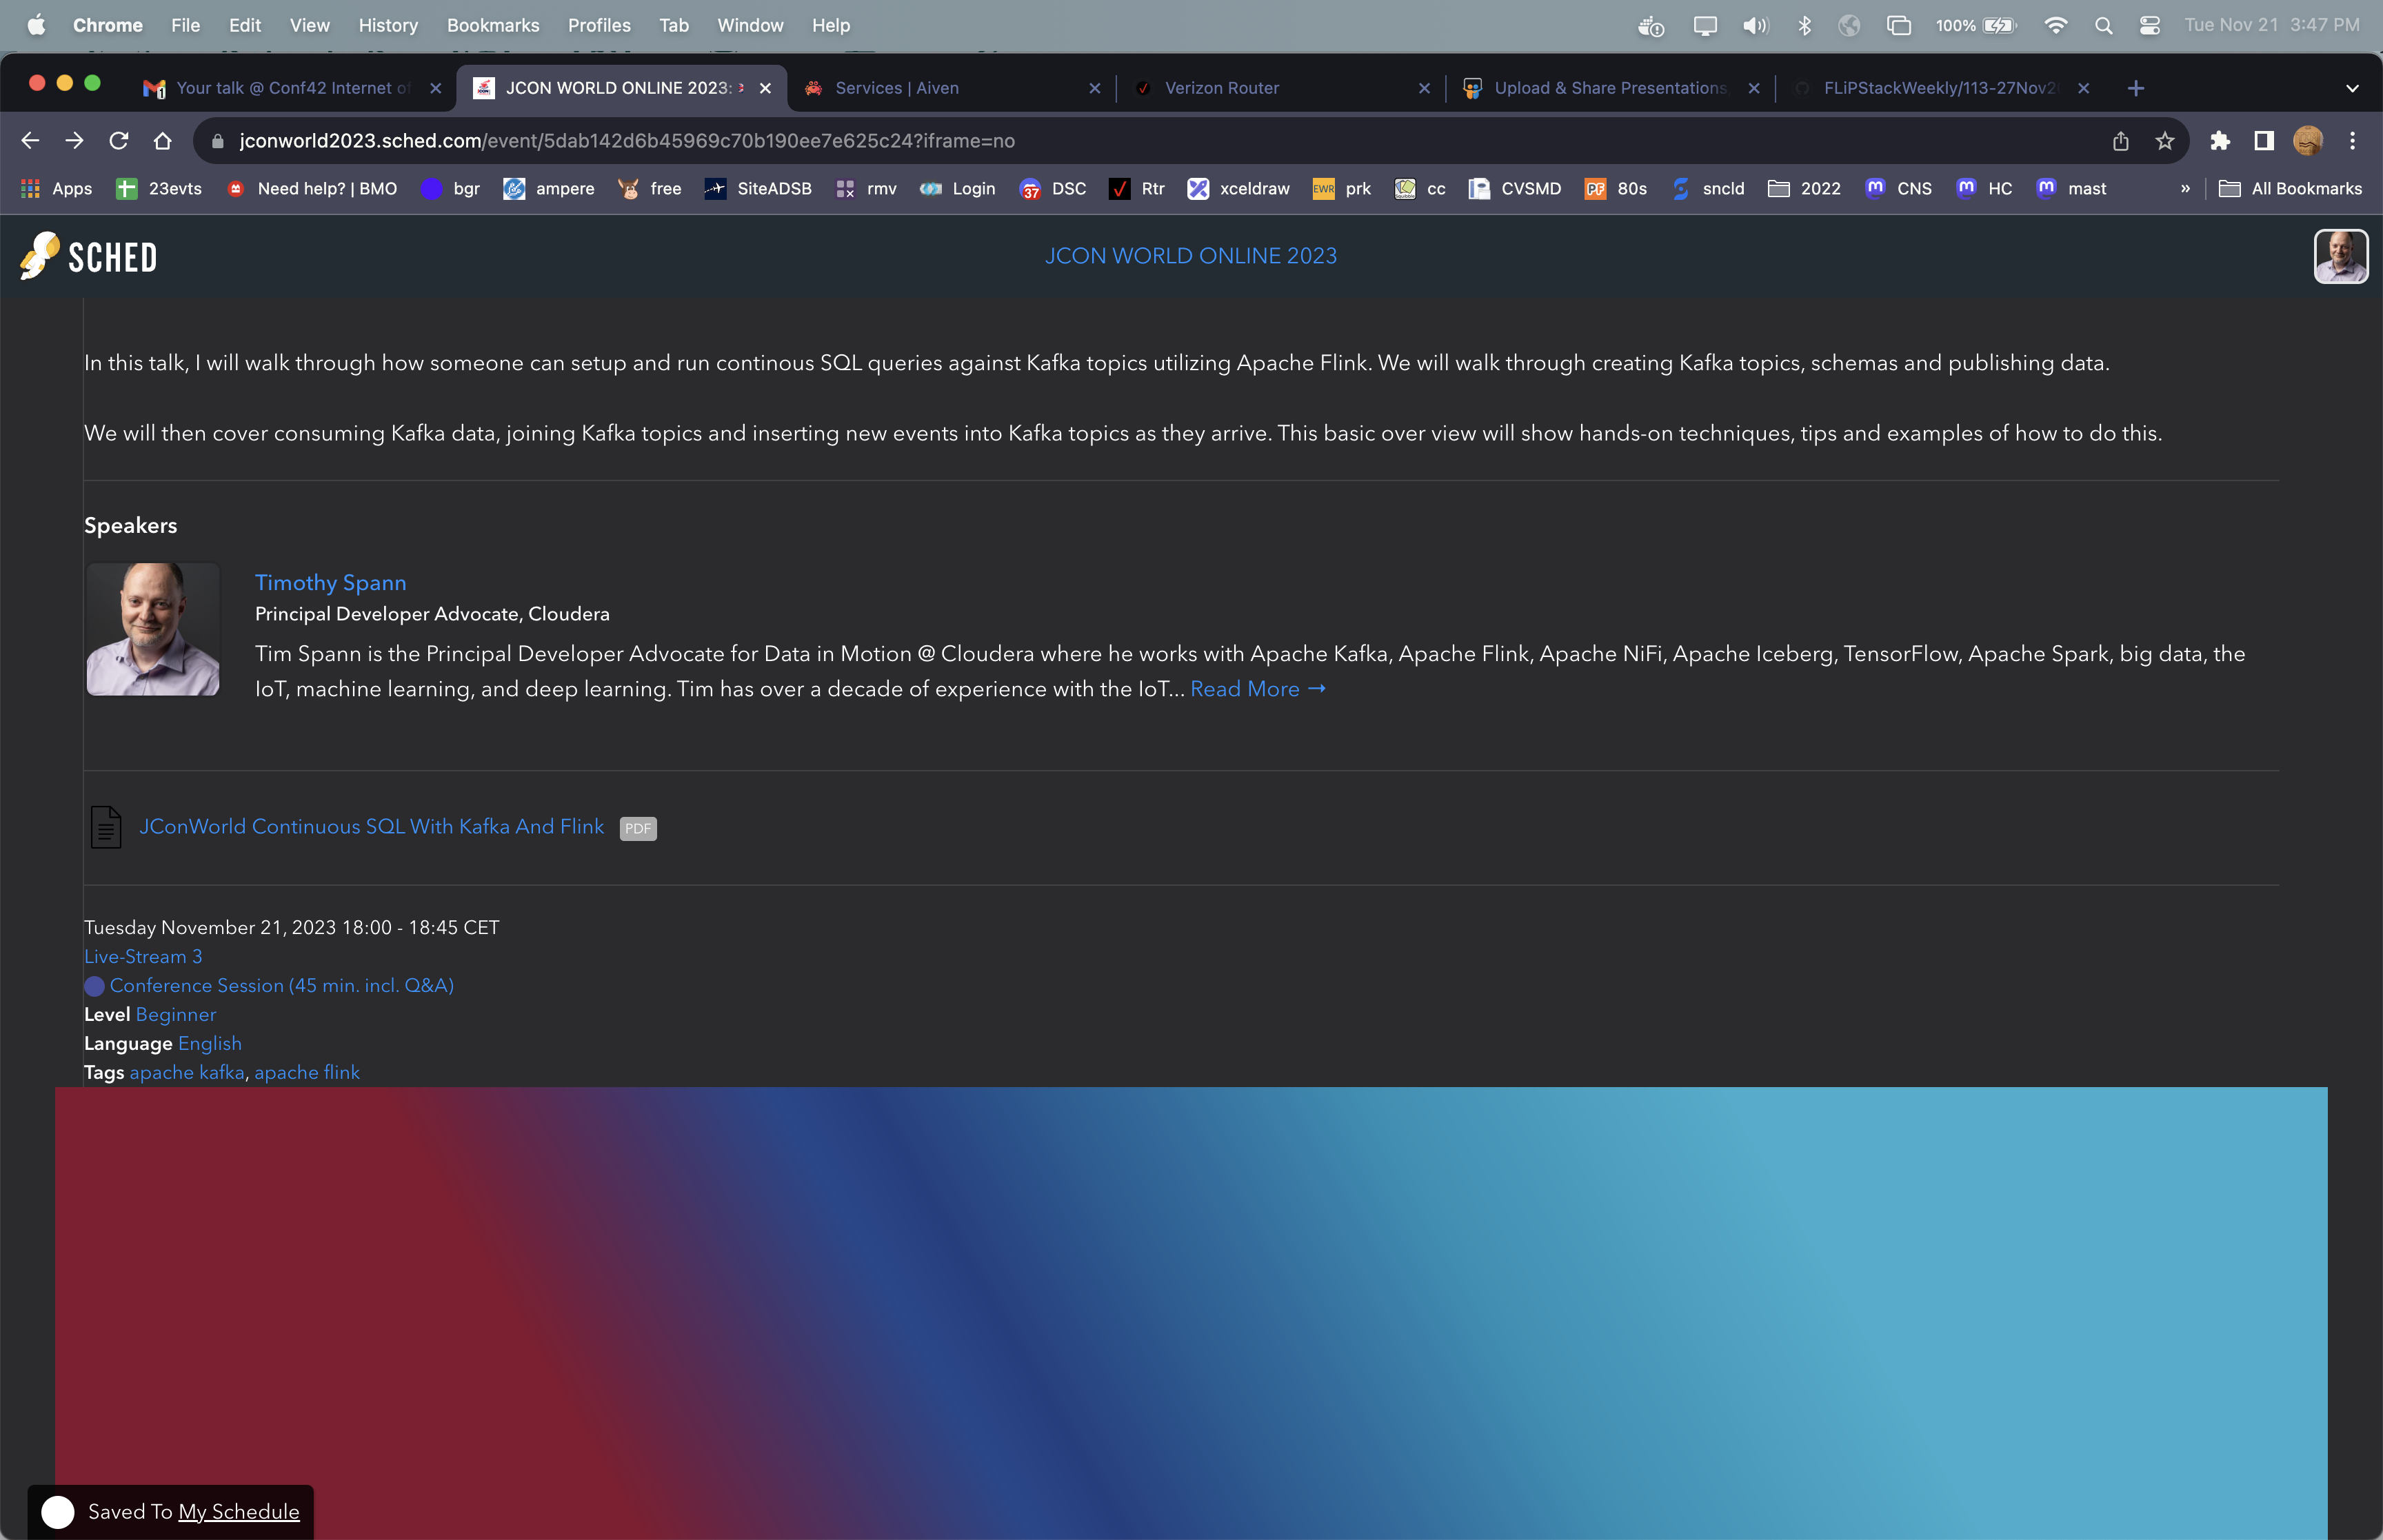 Chrome File Edit View History Bookmarks Profiles Tab Window Help 100% Tue Nov 21 3:47 PM
Your talk @ Conf42 Internet of JCON WORLD ONLINE 2023: Services | Aiven Verizon Router Upload & Share Presentations FLiPStackWeekly/113-27Nov2
jconworld2023.sched.com/event/5dab142d6b45969c70b190ee7e625c24?iframe=no
Apps 23evts Need help? | BMO bgr ampere free SiteADSB rmv Login 37 DSC Rtr xceldraw EWR prk cc CVSMD PF 80s sncld 2022 CNS HC mast » All Bookmarks
SCHED JCON WORLD ONLINE 2023
In this talk, I will walk through how someone can setup and run continous SQL queries against Kafka topics utilizing Apache Flink. We will walk through creating Kafka topics, schemas and publishing data.
We will then cover consuming Kafka data, joining Kafka topics and inserting new events into Kafka topics as they arrive. This basic over view will show hands-on techniques, tips and examples of how to do this.
Speakers
Timothy Spann
Principal Developer Advocate, Cloudera
Tim Spann is the Principal Developer Advocate for Data in Motion @ Cloudera where he works with Apache Kafka, Apache Flink, Apache NiFi, Apache Iceberg, TensorFlow, Apache Spark, big data, the
IoT, machine learning, and deep learning. Tim has over a decade of experience with the IoT... Read More →
JConWorld Continuous SQL With Kafka And Flink PDF
Tuesday November 21, 2023 18:00 - 18:45 CET
Live-Stream 3
Conference Session (45 min. incl. Q&A)
Level Beginner
Language English
Tags apache kafka, apache flink
Saved To My Schedule